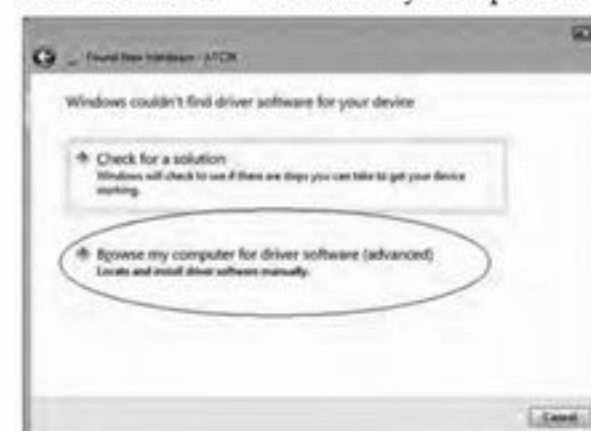 Found New Hardware - ATC2K
Windows couldn't find driver software for your device
Check for a solution
Windows will check to see if there are steps you can take to get your device
working.
Browse my computer for driver software (advanced)
Locate and install driver software manually.
Cancel